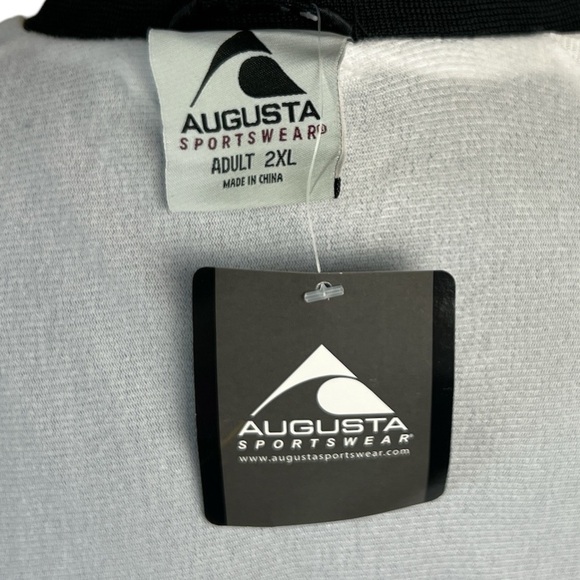 AUGUSTA
SPORTSWEAR®
ADULT 2XL
MADE IN CHINA
AUGUSTA
SPORTSWEAR®
www.augustasportswear.com